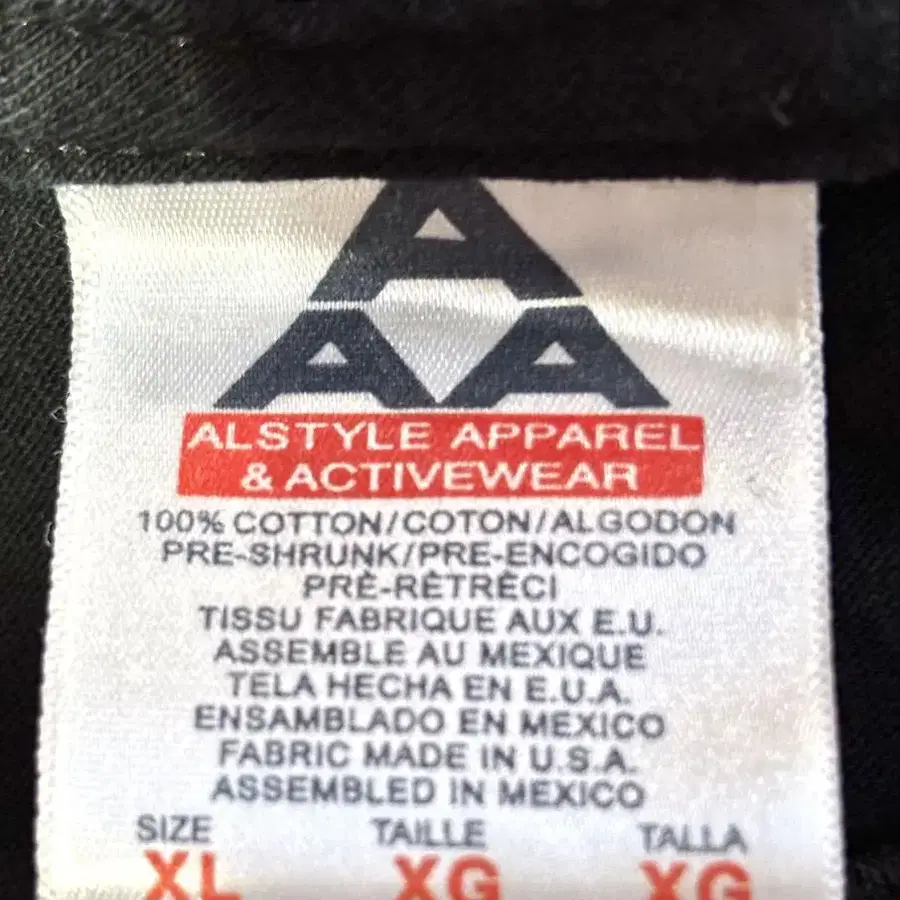 A
A A
ALSTYLE APPAREL
& ACTIVEWEAR
100% COTTON/COTON/ALGODON
PRE-SHRUNK/PRE-ENCOGIDO
PRÈ-RÈTRÈCI
TISSU FABRIQUE AUX E.U.
ASSEMBLE AU MEXIQUE
TELA HECHA EN E.U.A.
ENSAMBLADO EN MEXICO
FABRIC MADE IN U.S.A.
ASSEMBLED IN MEXICO
SIZE TAILLE TALLA
XL XG XG